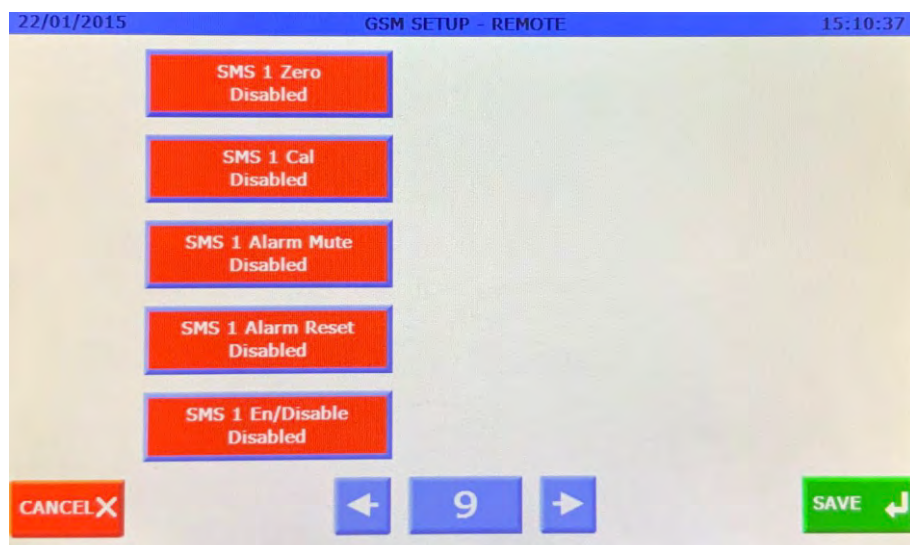 22/01/2015 GSM SETUP - REMOTE 15:10:37
SMS 1 Zero
Disabled
SMS 1 Cal
Disabled
SMS 1 Alarm Mute
Disabled
SMS 1 Alarm Reset
Disabled
SMS 1 En/Disable
Disabled
CANCEL 9 SAVE